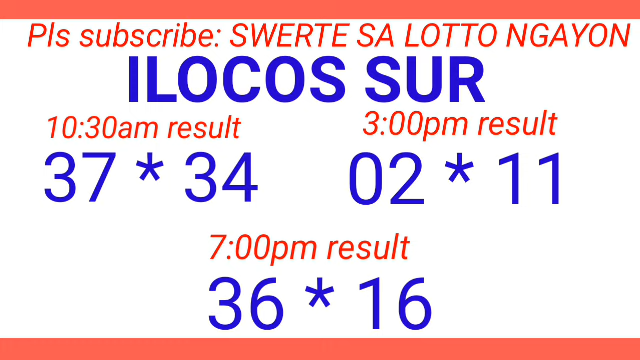 Pls subscribe: SWERTE SA LOTTO NGAYON
ILOCOS SUR
10:30am result
3:00pm result
37 * 34
02 * 11
7:00pm result
36 * 16